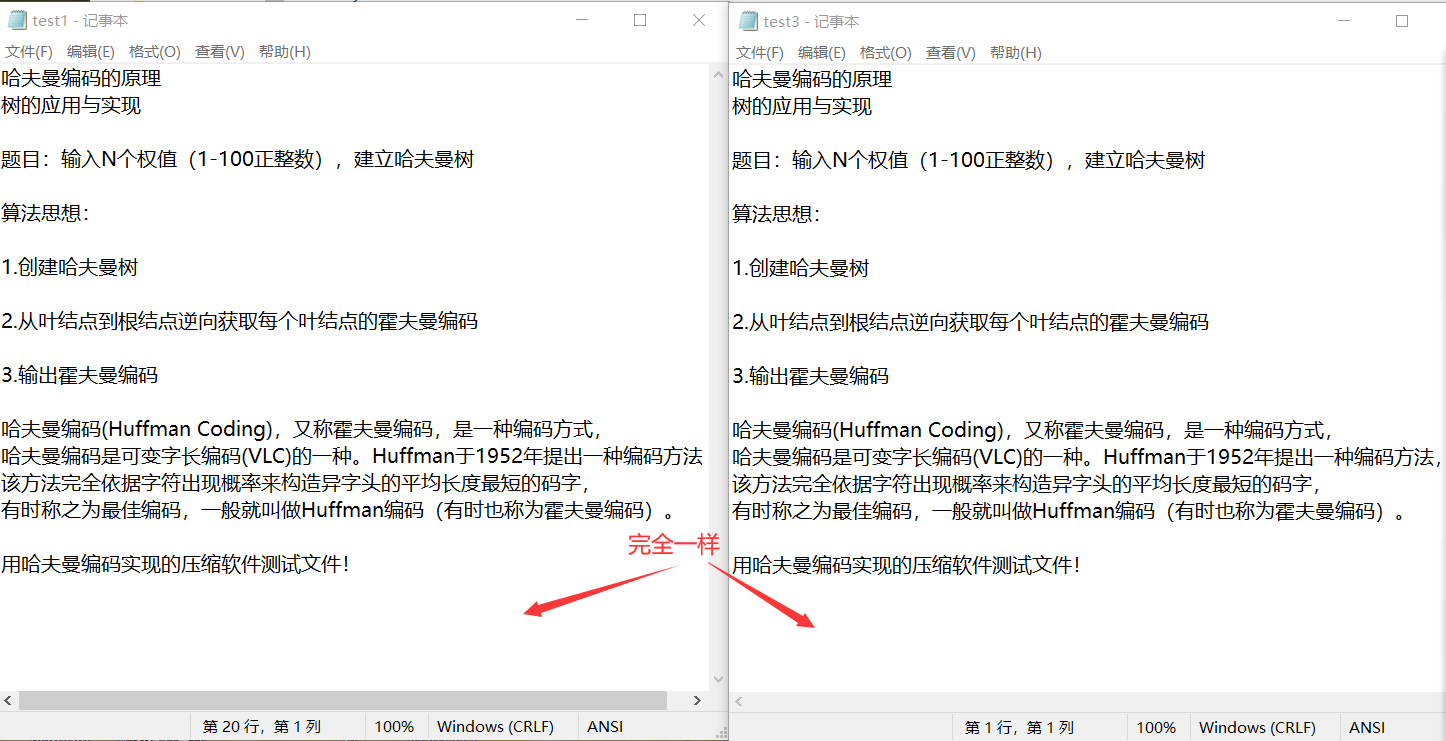 test1 - 记事本
文件(F) 编辑(E) 格式(O) 查看(V) 帮助(H)
哈夫曼编码的原理
树的应用与实现
题目：输入N个权值（1-100正整数），建立哈夫曼树
算法思想：
1.创建哈夫曼树
2.从叶结点到根结点逆向获取每个叶结点的霍夫曼编码
3.输出霍夫曼编码
哈夫曼编码(Huffman Coding)，又称霍夫曼编码，是一种编码方式，
哈夫曼编码是可变字长编码(VLC)的一种。Huffman于1952年提出一种编码方法
该方法完全依据字符出现概率来构造异字头的平均长度最短的码字，
有时称之为最佳编码，一般就叫做Huffman编码（有时也称为霍夫曼编码）。
用哈夫曼编码实现的压缩软件测试文件！
第 20 行，第 1 列 100% Windows (CRLF) ANSI
完全一样
test3 - 记事本
文件(F) 编辑(E) 格式(O) 查看(V) 帮助(H)
哈夫曼编码的原理
树的应用与实现
题目：输入N个权值（1-100正整数），建立哈夫曼树
算法思想：
1.创建哈夫曼树
2.从叶结点到根结点逆向获取每个叶结点的霍夫曼编码
3.输出霍夫曼编码
哈夫曼编码(Huffman Coding)，又称霍夫曼编码，是一种编码方式，
哈夫曼编码是可变字长编码(VLC)的一种。Huffman于1952年提出一种编码方法，
该方法完全依据字符出现概率来构造异字头的平均长度最短的码字，
有时称之为最佳编码，一般就叫做Huffman编码（有时也称为霍夫曼编码）。
用哈夫曼编码实现的压缩软件测试文件！
第 1 行，第 1 列 100% Windows (CRLF) ANSI